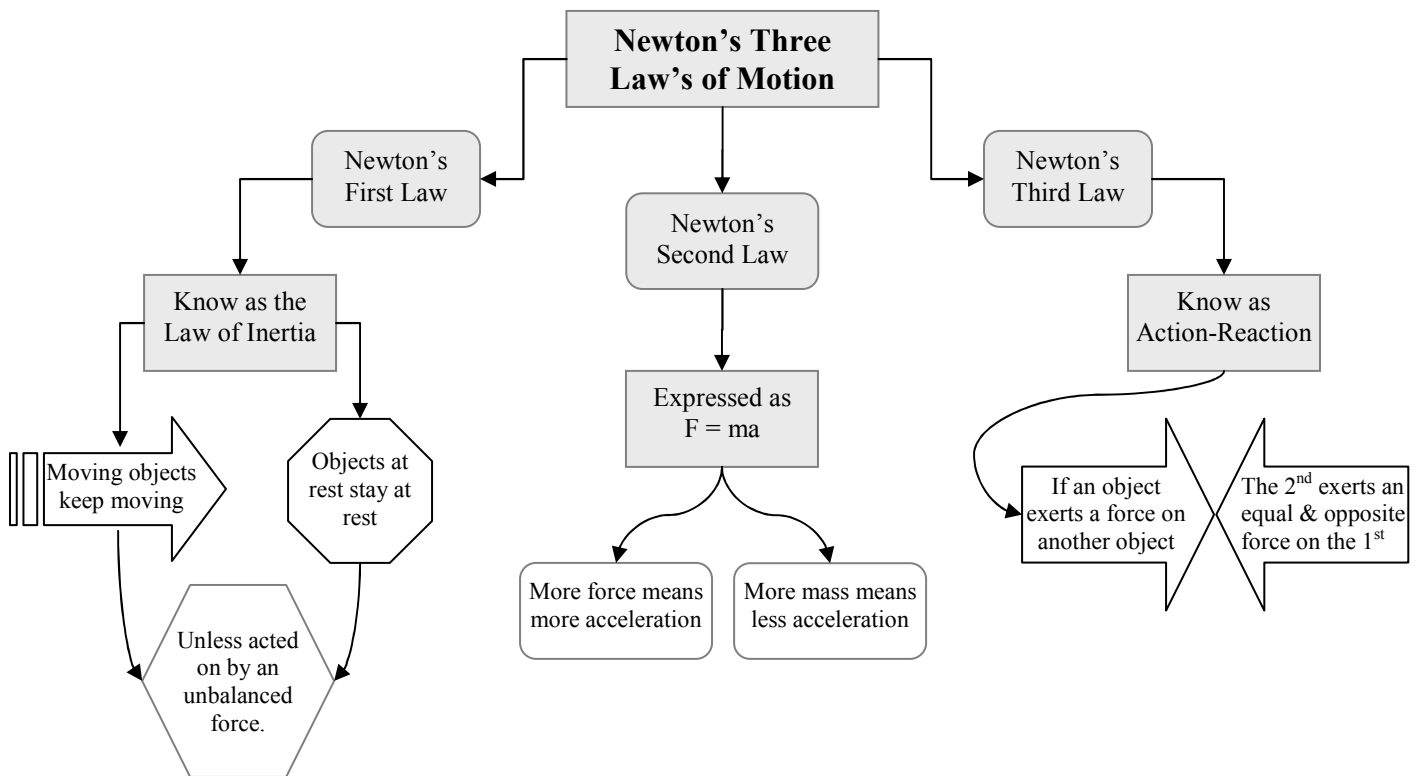 Newton’s Three
Law’s of Motion
Newton’s
First Law
Newton’s
Second Law
Newton’s
Third Law
Know as the
Law of Inertia
Expressed as
F = ma
Know as
Action-Reaction
Moving objects
keep moving
Objects at
rest stay at
rest
Unless acted
on by an
unbalanced
force.
More force means
more acceleration
More mass means
less acceleration
If an object
exerts a force on
another object
The 2nd exerts an
equal & opposite
force on the 1st